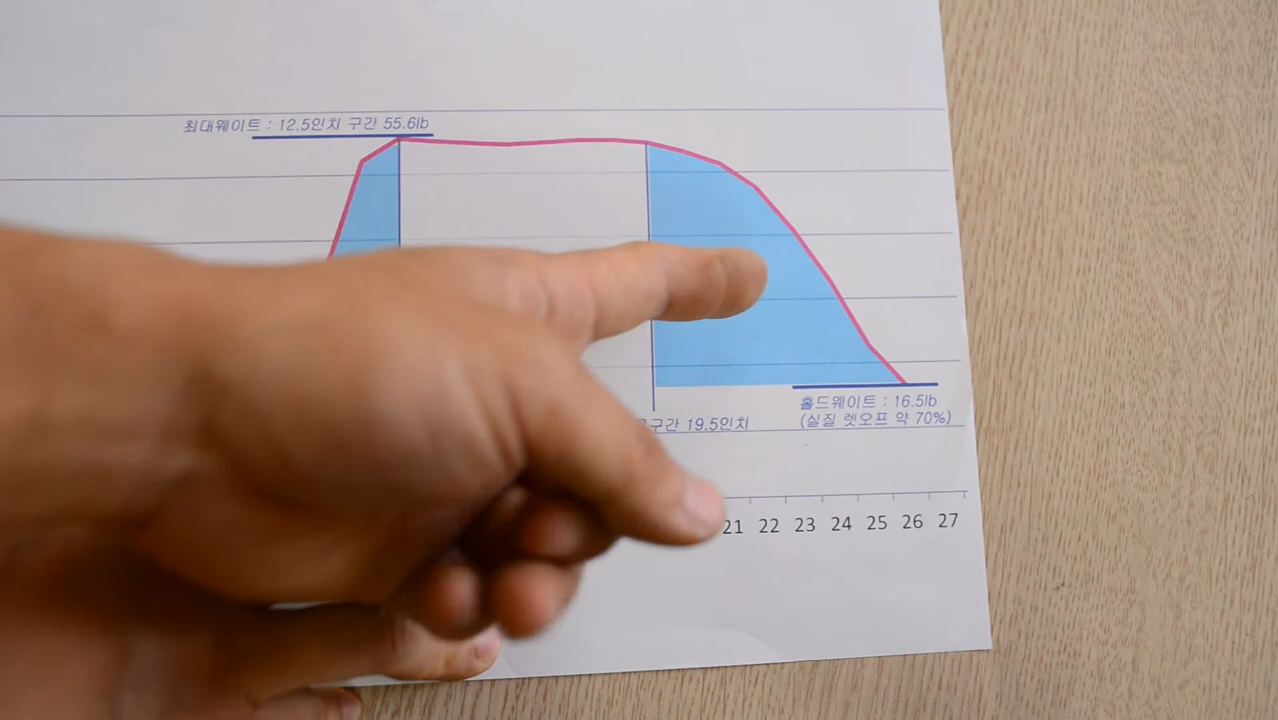 최대웨이트 : 12.5인치 구간 55.6lb
홀드웨이트 : 16.5lb
(실질 렛오프 약 70%)
구간 19.5인치
21 22 23 24 25 26 27